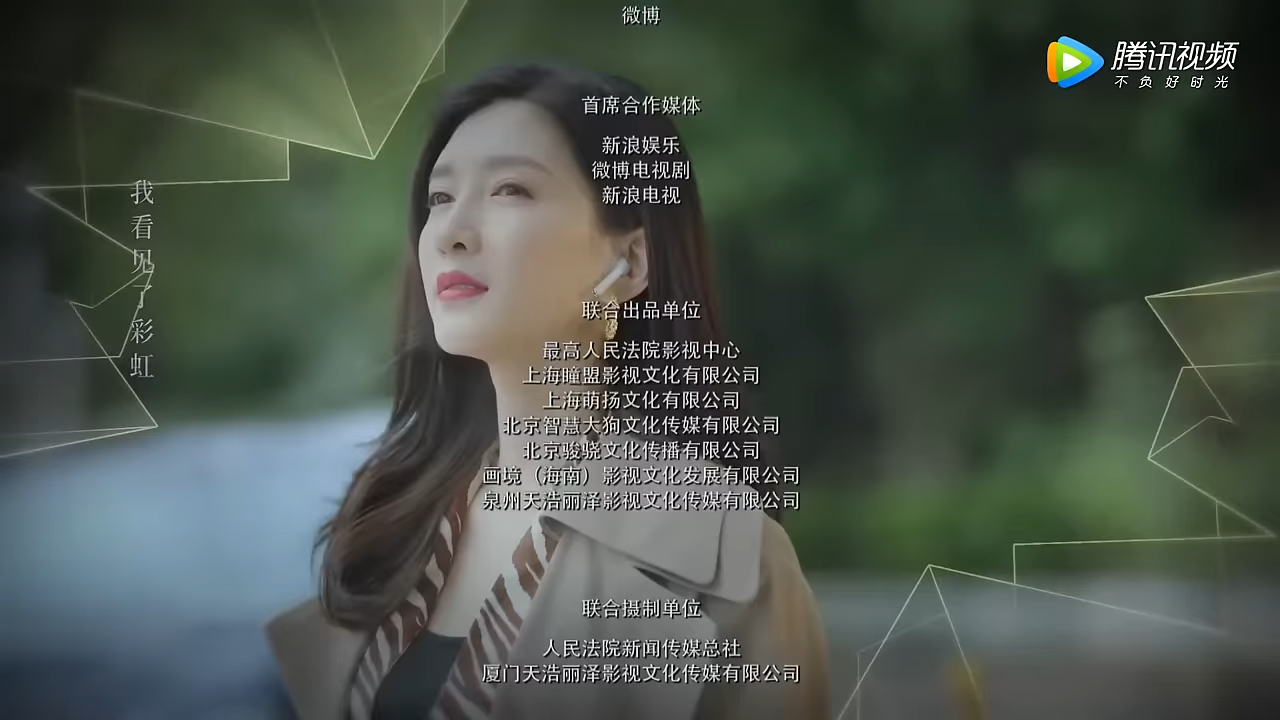 微博
腾讯视频
不负好时光
首席合作媒体
新浪娱乐
微博电视剧
新浪电视
我看见了彩虹
联合出品单位
最高人民法院影视中心
上海瞳盟影视文化有限公司
上海萌扬文化有限公司
北京智慧大狗文化传媒有限公司
北京骏骁文化传播有限公司
画境（海南）影视文化发展有限公司
泉州天浩丽泽影视文化传媒有限公司
联合摄制单位
人民法院新闻传媒总社
厦门天浩丽泽影视文化传媒有限公司